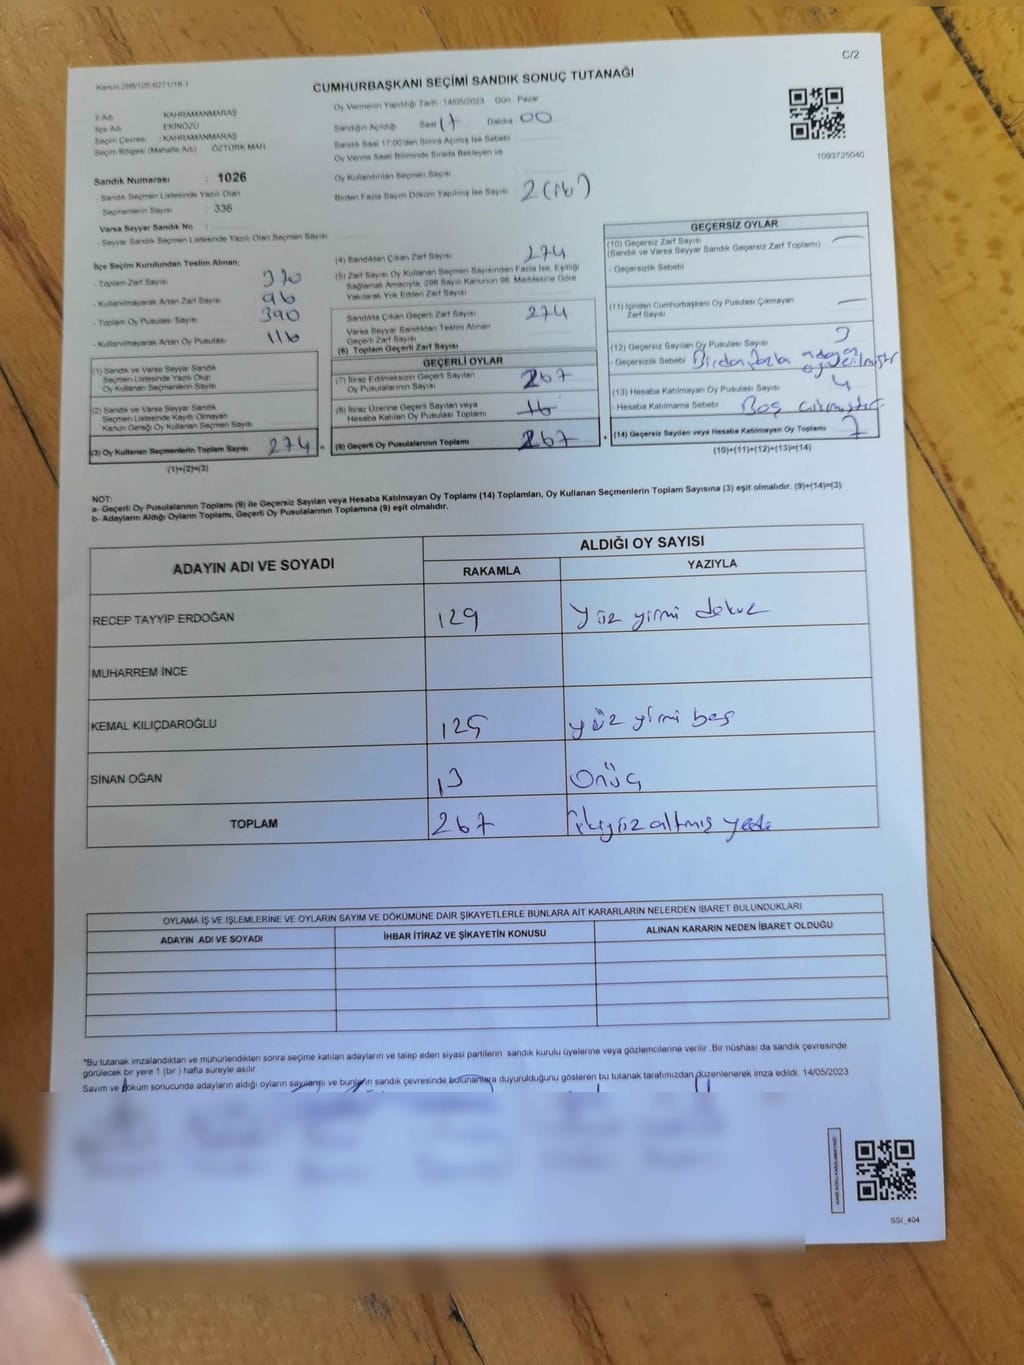 C/2
Kanun:298/105:6271/18-1
CUMHURBAŞKANI SEÇİMİ SANDIK SONUÇ TUTANAĞI
İl Adı : KAHRAMANMARAŞ
İlçe Adı : EKİNÖZÜ
Seçim Çevresi : KAHRAMANMARAŞ
Seçim Bölgesi (Mahalle Adı) : ÖZTÜRK MAH
Oy Vermenin Yapıldığı Tarih : 14/05/2023 Gün : Pazar
Sandığın Açıldığı Saat 17 Dakika 00
Sandık Saat 17:00'den Sonra Açılmış İse Sebebi
Oy Verme Saati Bitiminde Sırada Bekleyen ve
Oy Kullandırılan Seçmen Sayısı
Birden Fazla Sayım Döküm Yapılmış İse Sayısı : 2 (iki)
1093725040
Sandık Numarası : 1026
- Sandık Seçmen Listesinde Yazılı Olan
Seçmenlerin Sayısı : 336
Varsa Seyyar Sandık No :
- Seyyar Sandık Seçmen Listesinde Yazılı Olan Seçmen Sayısı :
İlçe Seçim Kurulundan Teslim Alınan;
- Toplam Zarf Sayısı : 370
- Kullanılmayarak Artan Zarf Sayısı : 96
- Toplam Oy Pusulası Sayısı : 390
- Kullanılmayarak Artan Oy Pusulası : 116
(1) Sandık ve Varsa Seyyar Sandık
Seçmen Listesinde Yazılı Olup
Oy Kullanan Seçmenlerin Sayısı
(2) Sandık ve Varsa Seyyar Sandık
Seçmen Listesinde Kayıtlı Olmayan
Kanun Gereği Oy Kullanan Seçmen Sayısı
(3) Oy Kullanan Seçmenlerin Toplam Sayısı : 274
(1)+(2)=(3)
(4) Sandıktan Çıkan Zarf Sayısı : 274
(5) Zarf Sayısı Oy Kullanan Seçmen Sayısından Fazla İse, Eşitliği
Sağlamak Amacıyla, 298 Sayılı Kanunun 98. Maddesine Göre
Yakılarak Yok Edilen Zarf Sayısı
Sandıkta Çıkan Geçerli Zarf Sayısı : 274
Varsa Seyyar Sandıktan Teslim Alınan
Geçerli Zarf Sayısı
(6) Toplam Geçerli Zarf Sayısı
GEÇERLİ OYLAR
(7) İtiraz Edilmeksizin Geçerli Sayılan
Oy Pusulalarının Sayısı : 267
(8) İtiraz Üzerine Geçerli Sayılan veya
Hesaba Katılan Oy Pusulası Toplamı
(9) Geçerli Oy Pusulalarının Toplamı : 267
GEÇERSİZ OYLAR
(10) Geçersiz Zarf Sayısı : —
(Sandık ve Varsa Seyyar Sandık Geçersiz Zarf Toplamı)
- Geçersizlik Sebebi
(11) İçinden Cumhurbaşkanı Oy Pusulası Çıkmayan
Zarf Sayısı : —
(12) Geçersiz Sayılan Oy Pusulası Sayısı : 3
- Geçersizlik Sebebi : Birden fazla adaya oy verilmiştir
(13) Hesaba Katılmayan Oy Pusulası Sayısı : 4
- Hesaba Katılmama Sebebi : Boş çıkmıştır.
+ (14) Geçersiz Sayılan veya Hesaba Katılmayan Oy Toplamı : 7
(10)+(11)+(12)+(13)=(14)
NOT:
a- Geçerli Oy Pusulalarının Toplamı (9) ile Geçersiz Sayılan veya Hesaba Katılmayan Oy Toplamı (14) Toplamları, Oy Kullanan Seçmenlerin Toplam Sayısına (3) eşit olmalıdır. (9)+(14)=(3)
b- Adayların Aldığı Oyların Toplamı, Geçerli Oy Pusulalarının Toplamına (9) eşit olmalıdır.
ADAYIN ADI VE SOYADI ALDIĞI OY SAYISI
RAKAMLA YAZIYLA
RECEP TAYYİP ERDOĞAN 129 Yüz yirmi dokuz
MUHARREM İNCE
KEMAL KILIÇDAROĞLU 125 yüz yirmi beş
SİNAN OĞAN 13 Onüç
TOPLAM 267 ikiyüz altmış yedi
OYLAMA İŞ VE İŞLEMLERİNE VE OYLARIN SAYIM VE DÖKÜMÜNE DAİR ŞİKAYETLERLE BUNLARA AİT KARARLARIN NELERDEN İBARET BULUNDUKLARI
ADAYIN ADI VE SOYADI İHBAR İTİRAZ VE ŞİKAYETİN KONUSU ALINAN KARARIN NEDEN İBARET OLDUĞU
*Bu tutanak imzalandıktan ve mühürlendikten sonra seçime katılan adayların ve talep eden siyasi partilerin sandık kurulu üyelerine veya gözlemcilerine verilir .Bir nüshası da sandık çevresinde
görülecek bir yere 1 (bir ) hafta süreyle asılır.
Sayım ve döküm sonucunda adayların aldığı oyların sayılarını ve bunların sandık çevresinde bulunanlara duyurulduğunu gösteren bu tutanak tarafımızdan düzenlenerek imza edildi. 14/05/2023
SSI_404